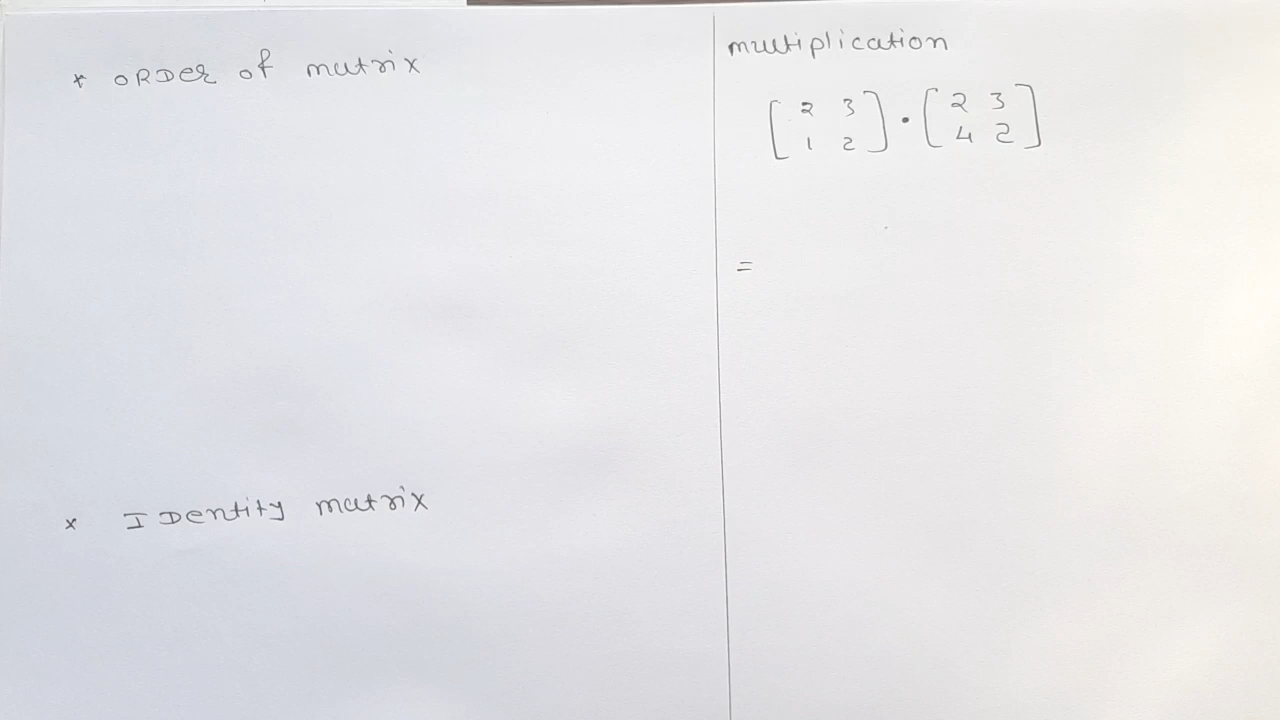 * ORDer of matrix
* IDentity matrix
multiplication
[2 3
1 2] · [2 3
4 2]
=